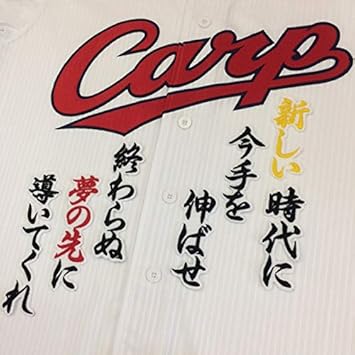 Carp
新しい時代に
今手を
伸ばせ
終わらぬ
夢の先に
導いてくれ